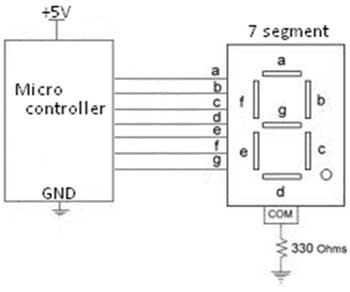 +5V
7 segment
Micro
controller
a
b
c
d
e
f
g
a
f
b
g
e
c
d
GND
COM
330 Ohms